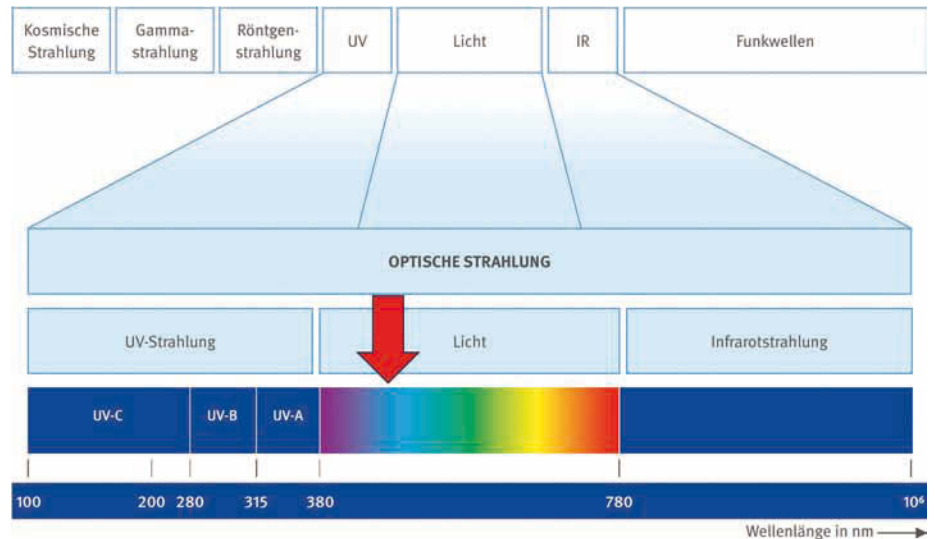 Kosmische
Strahlung
Gamma-
strahlung
Röntgen-
strahlung
UV
Licht
IR
Funkwellen
OPTISCHE STRAHLUNG
UV-Strahlung
Licht
Infrarotstrahlung
UV-C
UV-B
UV-A
100
200
280
315
380
780
10⁶
Wellenlänge in nm